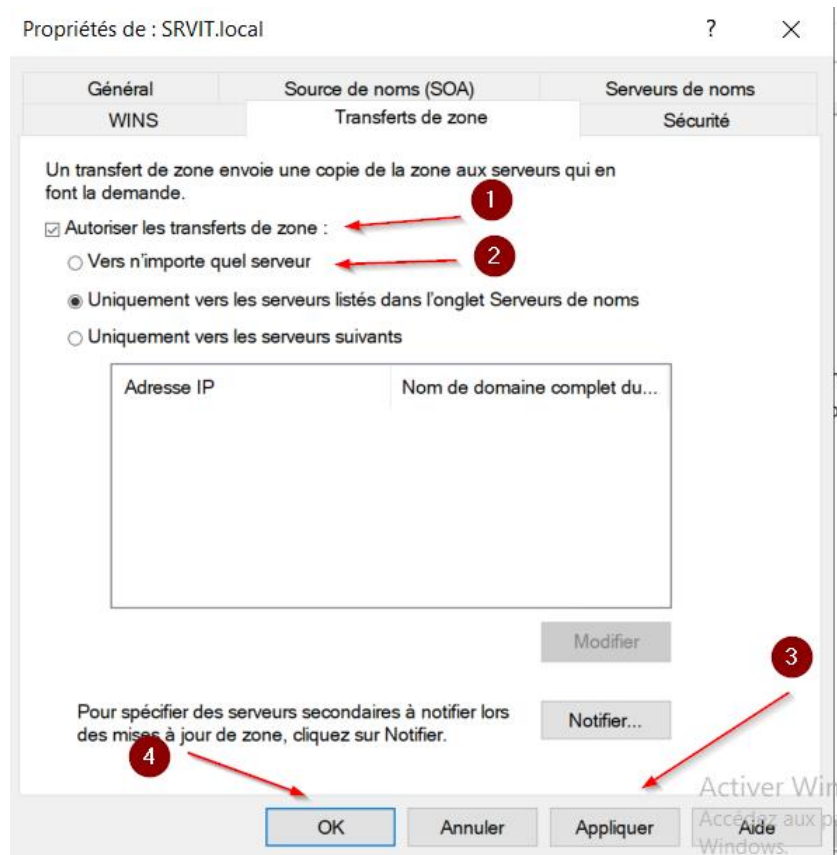 Propriétés de : SRVIT.local
?
Général
Source de noms (SOA)
Serveurs de noms
WINS
Transferts de zone
Sécurité
Un transfert de zone envoie une copie de la zone aux serveurs qui en
font la demande.
1
Autoriser les transferts de zone :
2
Vers n'importe quel serveur
Uniquement vers les serveurs listés dans l'onglet Serveurs de noms
Uniquement vers les serveurs suivants
Adresse IP
Nom de domaine complet du...
Modifier
3
Pour spécifier des serveurs secondaires à notifier lors
des mises à jour de zone, cliquez sur Notifier.
Notifier...
4
Activer Win
OK
Annuler
Appliquer
Aide
Accédez aux p
Windows.